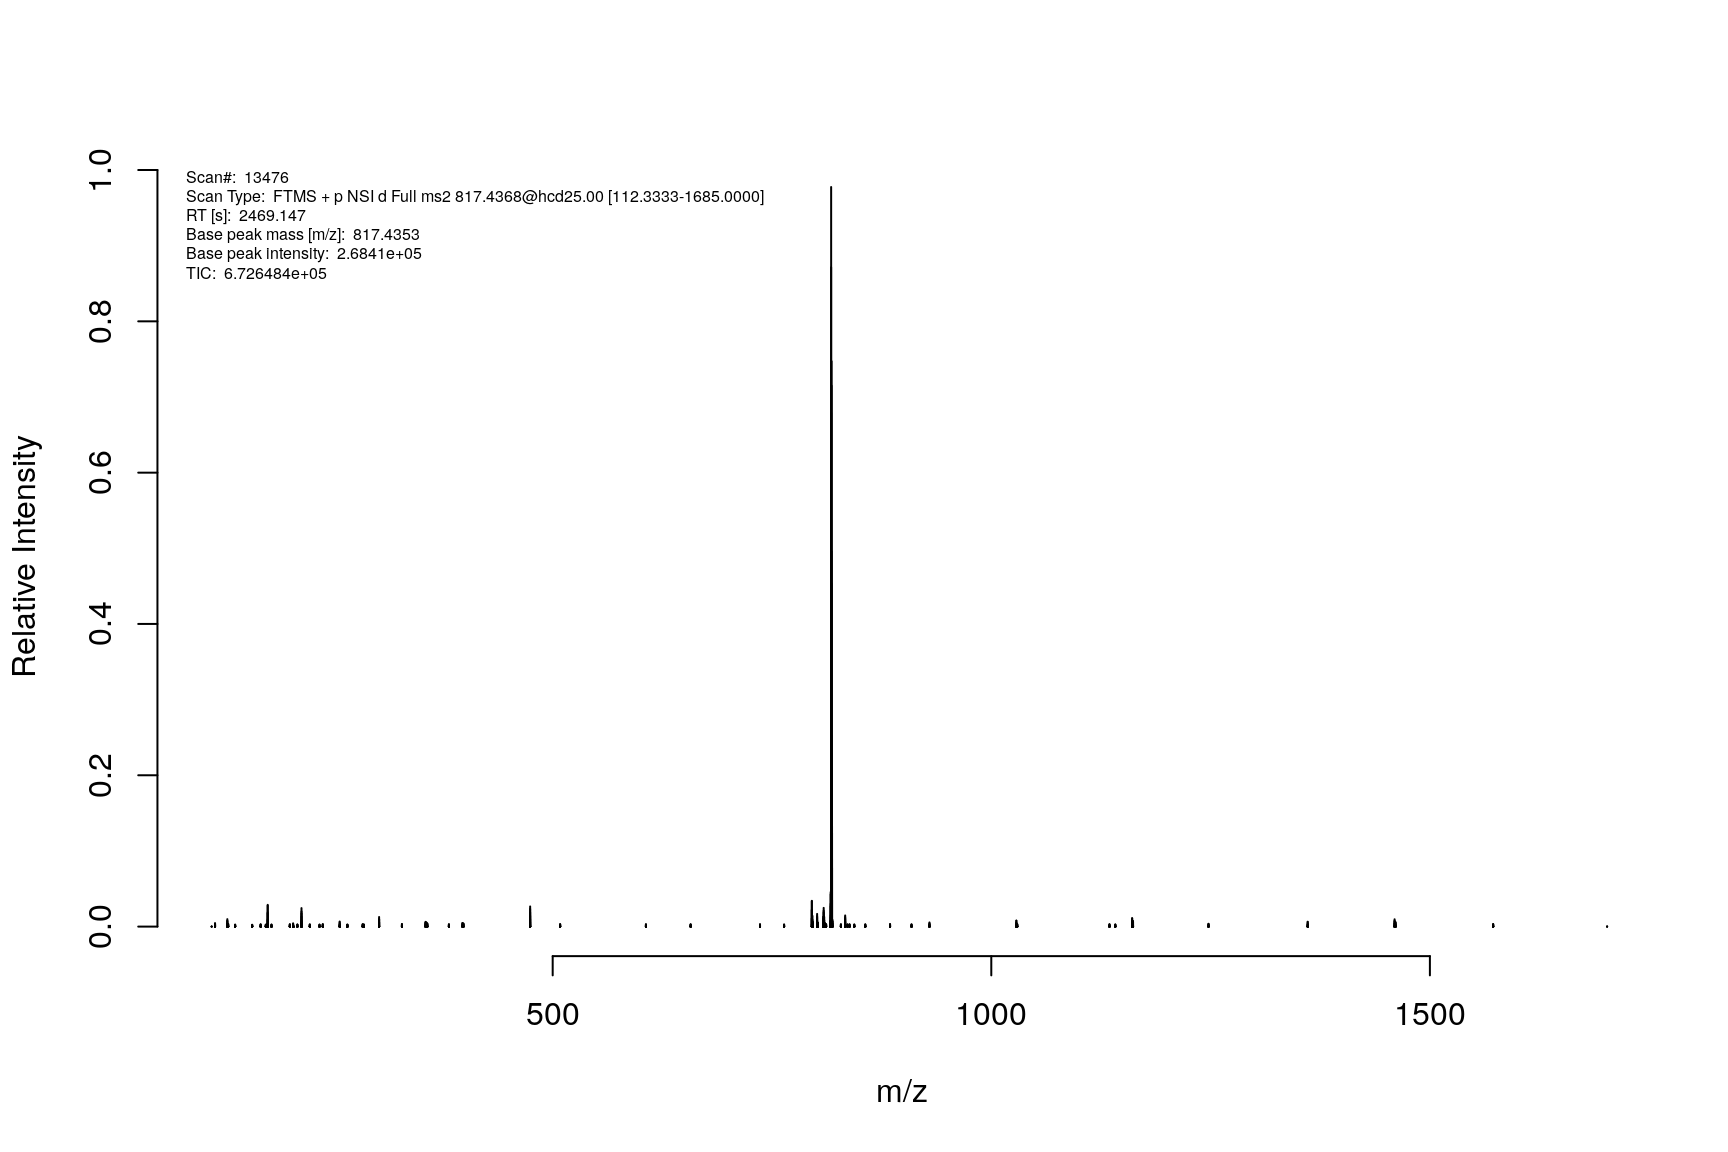 Scan#: 13476
Scan Type: FTMS + p NSI d Full ms2 817.4368@hcd25.00 [112.3333-1685.0000]
RT [s]: 2469.147
Base peak mass [m/z]: 817.4353
Base peak intensity: 2.6841e+05
TIC: 6.726484e+05
Relative Intensity
1.0
0.8
0.6
0.4
0.2
0.0
500 1000 1500
m/z